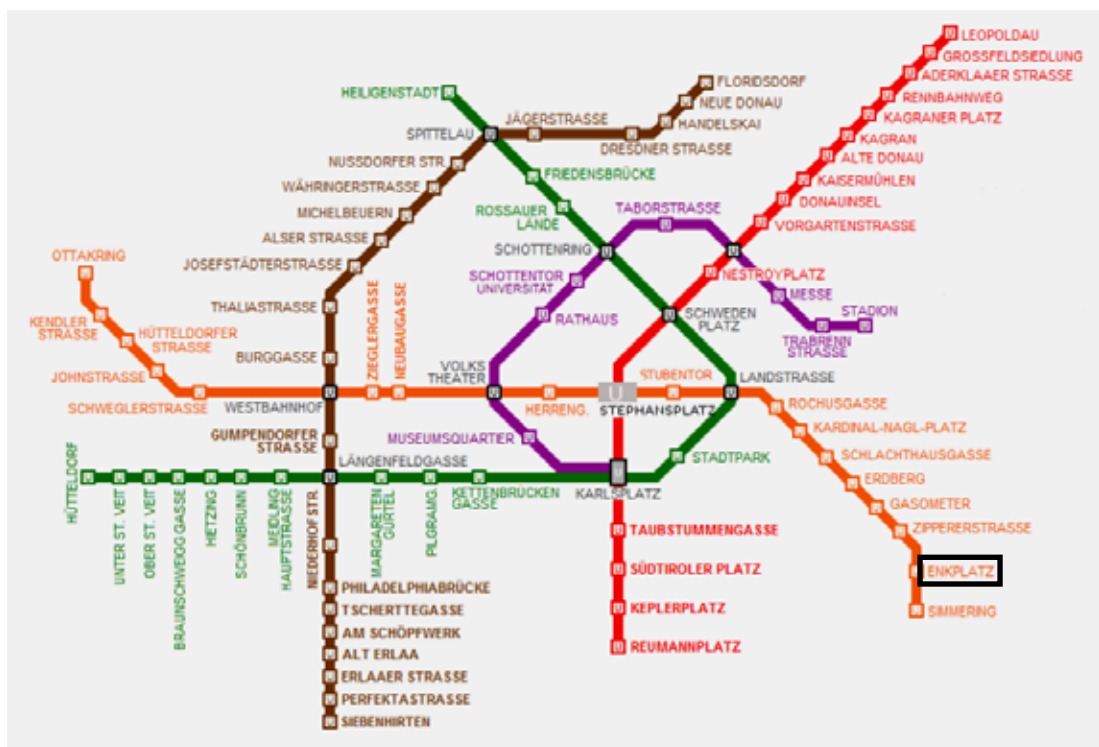 LEOPOLDAU
GROSSFELDSIEDLUNG
ADERKLAAER STRASSE
RENNBAHNWEG
KAGRANER PLATZ
KAGRAN
ALTE DONAU
KAISERMÜHLEN
DONAUINSEL
VORGARTENSTRASSE
NESTROYPLATZ
FLORIDSDORF
NEUE DONAU
HANDELSKAI
DRESDNER STRASSE
JÄGERSTRASSE
HEILIGENSTADT
SPITTELAU
NUSSDORFER STR.
WÄHRINGERSTRASSE
MICHELBEUERN
ALSER STRASSE
JOSEFSTÄDTERSTRASSE
THALIASTRASSE
BURGGASSE
WESTBAHNHOF
GUMPENDORFER
STRASSE
LÄNGENFELDGASSE
NIEDERHOFSTR.
PHILADELPHIABRÜCKE
TSCHERTTEGASSE
AM SCHÖPFWERK
ALT ERLAA
ERLAAER STRASSE
PERFEKTASTRASSE
SIEBENHIRTEN
FRIEDENSBRÜCKE
ROSSAUER
LÄNDE
SCHOTTENRING
TABORSTRASSE
SCHOTTENTOR
UNIVERSITÄT
RATHAUS
VOLKS
THEATER
MUSEUMSQUARTIER
MESSE
STADION
TRABRENN
STRASSE
SCHWEDEN
PLATZ
OTTAKRING
KENDLER
STRASSE
HÜTTELDORFER
STRASSE
JOHNSTRASSE
SCHWEGLERSTRASSE
ZIEGLERGASSE
NEUBAUGASSE
HERRENG.
STEPHANSPLATZ
STUBENTOR
LANDSTRASSE
ROCHUSGASSE
KARDINAL-NAGL-PLATZ
SCHLACHTHAUSGASSE
ERDBERG
GASOMETER
ZIPPERERSTRASSE
ENKPLATZ
SIMMERING
STADTPARK
KARLSPLATZ
TAUBSTUMMENGASSE
SÜDTIROLER PLATZ
KEPLERPLATZ
REUMANNPLATZ
HÜTTELDORF
UNTER ST. VEIT
OBER ST. VEIT
BRAUNSCHWEIGG GASSE
HIETZING
SCHÖNBRUNN
MEIDLING
HAUPTSTRASSE
MARGARETEN
GÜRTEL
PILGRAMG.
KETTENBRÜCKEN
GASSE